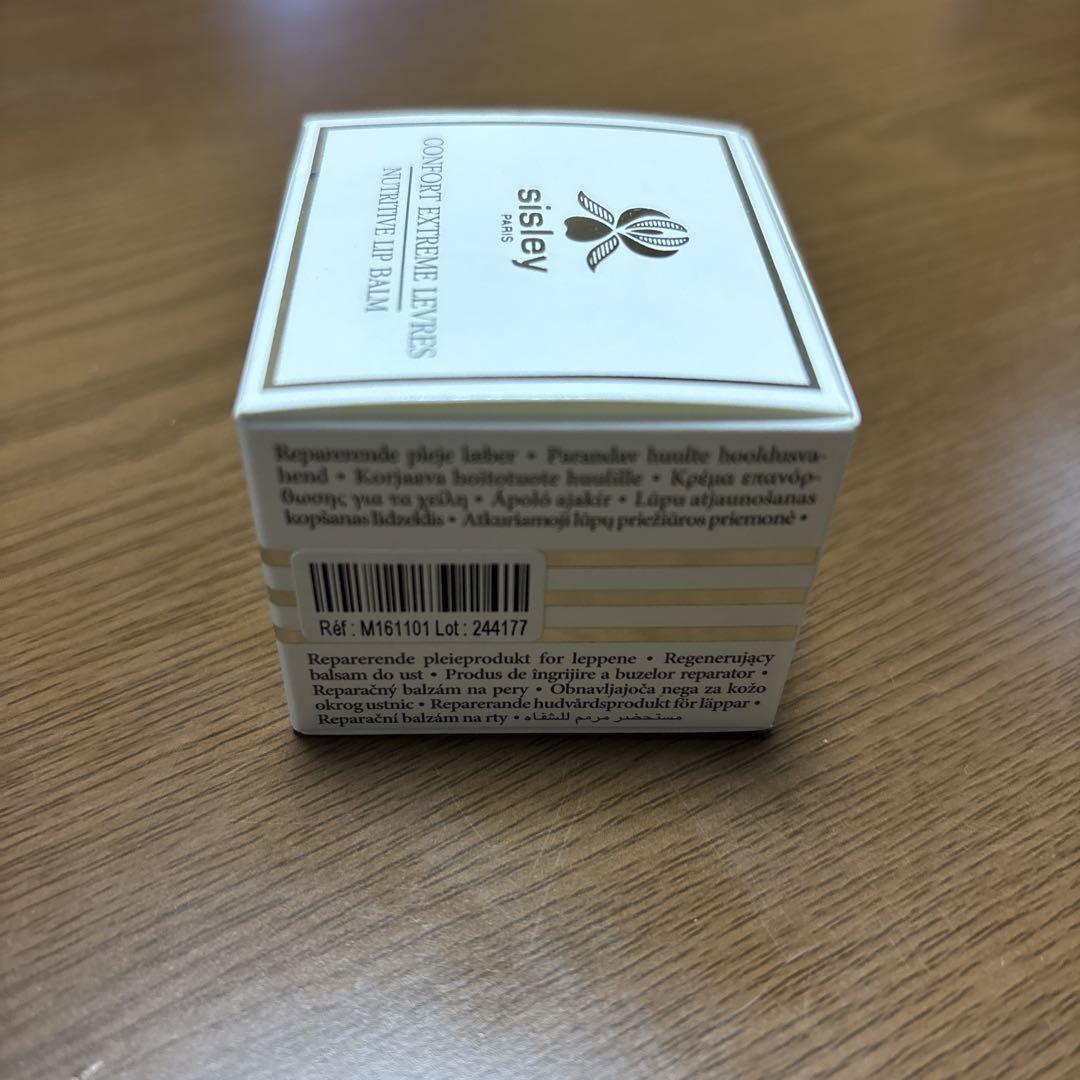 sisley
PARIS
CONFORT EXTREME LEVRES
NUTRITIVE LIP BALM
Reparerende pleje læber • Parandav huulte hooldusva-
hend • Korjaava hoitotuote huulille • Κρέμα επανόρ-
θωσης για τα χείλη • Ápoló ajakír • Lūpu atjaunošanas
kopšanas līdzeklis • Atkuriamoji lūpų priežiūros priemonė •
Réf : M161101 Lot : 244177
Reparerende pleieprodukt for leppene • Regenerujący
balsam do ust • Produs de îngrijire a buzelor reparator •
Reparačný balzám na pery • Obnavljajoča nega za kožo
okrog ustnic • Reparerande hudvårdsprodukt för läppar •
Reparační balzám na rty • مستحضر مرمم للشفاه